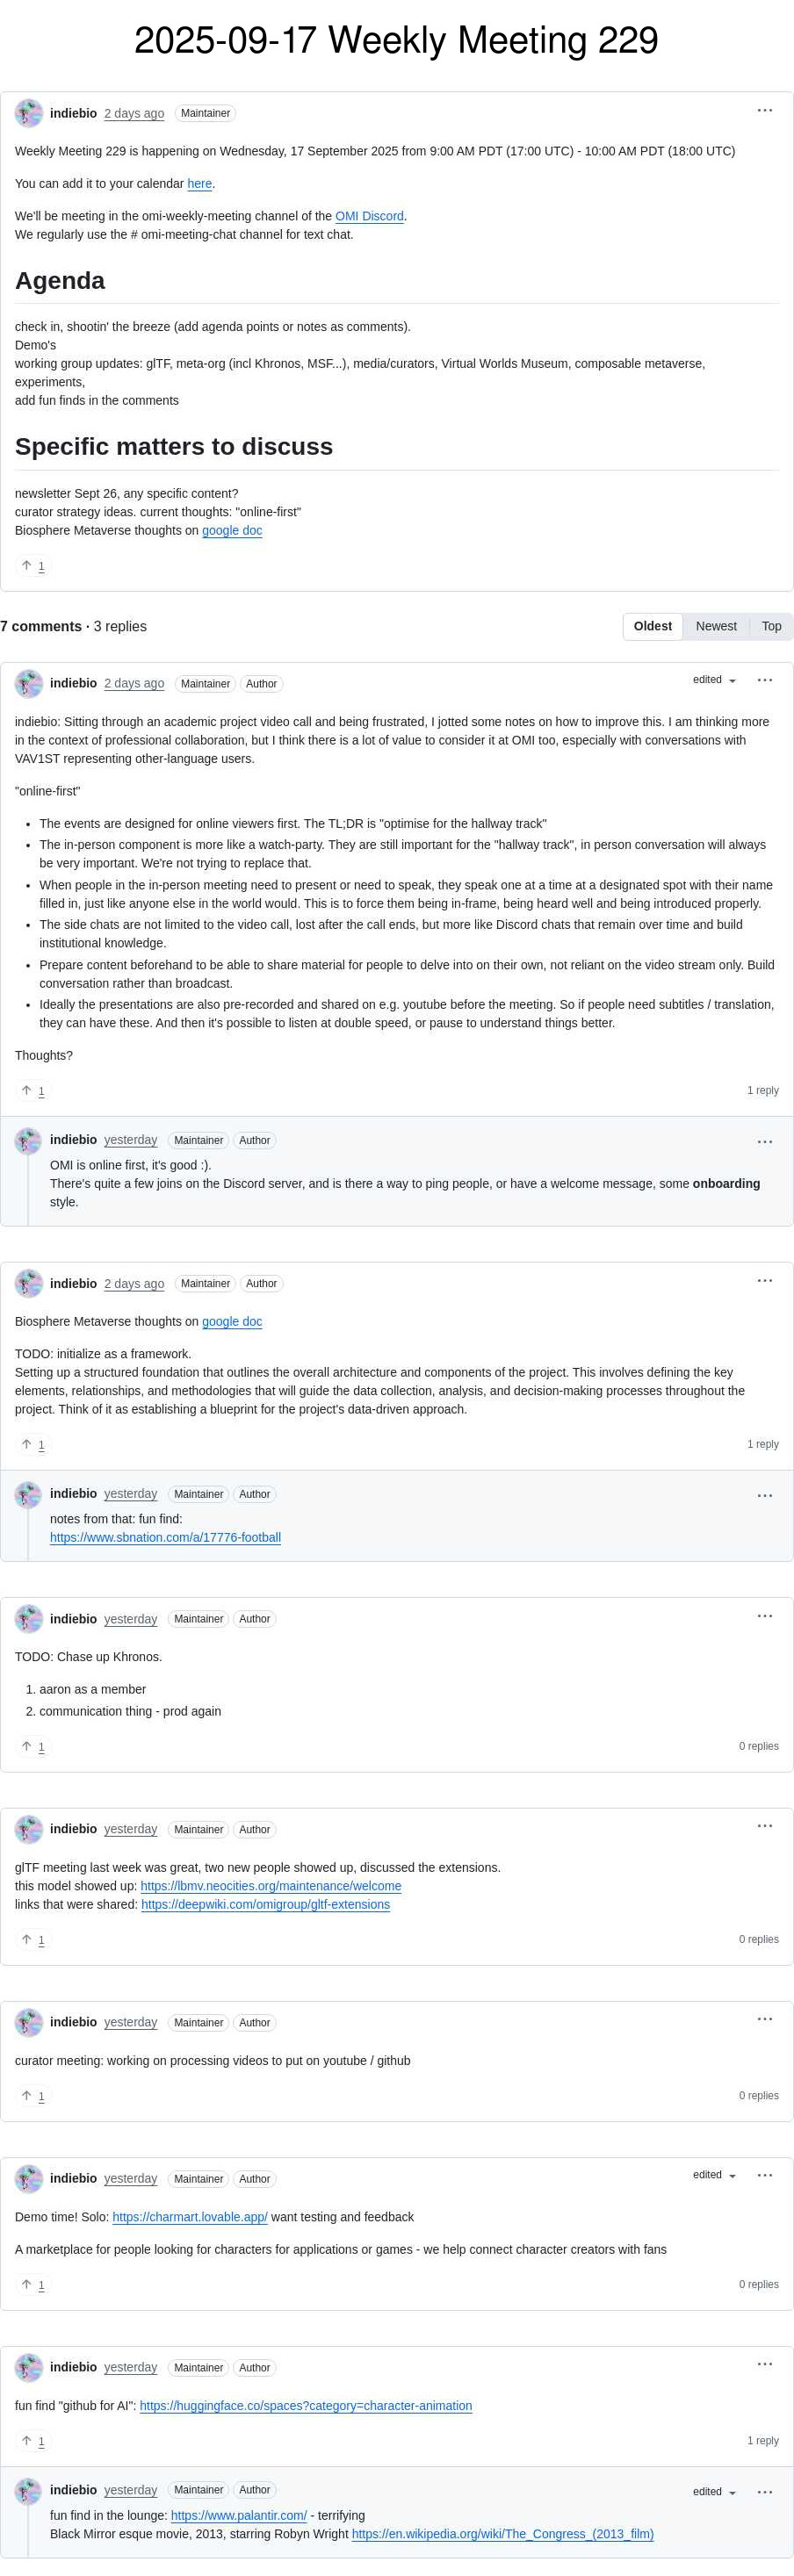 2025-09-17 Weekly Meeting 229
indiebio 2 days ago Maintainer
Weekly Meeting 229 is happening on Wednesday, 17 September 2025 from 9:00 AM PDT (17:00 UTC) - 10:00 AM PDT (18:00 UTC)
You can add it to your calendar here.
We'll be meeting in the omi-weekly-meeting channel of the OMI Discord.
We regularly use the # omi-meeting-chat channel for text chat.
Agenda
check in, shootin' the breeze (add agenda points or notes as comments).
Demo's
working group updates: glTF, meta-org (incl Khronos, MSF...), media/curators, Virtual Worlds Museum, composable metaverse,
experiments,
add fun finds in the comments
Specific matters to discuss
newsletter Sept 26, any specific content?
curator strategy ideas. current thoughts: "online-first"
Biosphere Metaverse thoughts on google doc
1
7 comments · 3 replies
Oldest Newest Top
indiebio 2 days ago Maintainer Author edited
indiebio: Sitting through an academic project video call and being frustrated, I jotted some notes on how to improve this. I am thinking more
in the context of professional collaboration, but I think there is a lot of value to consider it at OMI too, especially with conversations with
VAV1ST representing other-language users.
"online-first"
• The events are designed for online viewers first. The TL;DR is "optimise for the hallway track"
• The in-person component is more like a watch-party. They are still important for the "hallway track", in person conversation will always
be very important. We're not trying to replace that.
• When people in the in-person meeting need to present or need to speak, they speak one at a time at a designated spot with their name
filled in, just like anyone else in the world would. This is to force them being in-frame, being heard well and being introduced properly.
• The side chats are not limited to the video call, lost after the call ends, but more like Discord chats that remain over time and build
institutional knowledge.
• Prepare content beforehand to be able to share material for people to delve into on their own, not reliant on the video stream only. Build
conversation rather than broadcast.
• Ideally the presentations are also pre-recorded and shared on e.g. youtube before the meeting. So if people need subtitles / translation,
they can have these. And then it's possible to listen at double speed, or pause to understand things better.
Thoughts?
1 1 reply
indiebio yesterday Maintainer Author
OMI is online first, it's good :).
There's quite a few joins on the Discord server, and is there a way to ping people, or have a welcome message, some onboarding
style.
indiebio 2 days ago Maintainer Author
Biosphere Metaverse thoughts on google doc
TODO: initialize as a framework.
Setting up a structured foundation that outlines the overall architecture and components of the project. This involves defining the key
elements, relationships, and methodologies that will guide the data collection, analysis, and decision-making processes throughout the
project. Think of it as establishing a blueprint for the project's data-driven approach.
1 1 reply
indiebio yesterday Maintainer Author
notes from that: fun find:
https://www.sbnation.com/a/17776-football
indiebio yesterday Maintainer Author
TODO: Chase up Khronos.
1. aaron as a member
2. communication thing - prod again
1 0 replies
indiebio yesterday Maintainer Author
glTF meeting last week was great, two new people showed up, discussed the extensions.
this model showed up: https://lbmv.neocities.org/maintenance/welcome
links that were shared: https://deepwiki.com/omigroup/gltf-extensions
1 0 replies
indiebio yesterday Maintainer Author
curator meeting: working on processing videos to put on youtube / github
1 0 replies
indiebio yesterday Maintainer Author edited
Demo time! Solo: https://charmart.lovable.app/ want testing and feedback
A marketplace for people looking for characters for applications or games - we help connect character creators with fans
1 0 replies
indiebio yesterday Maintainer Author
fun find "github for AI": https://huggingface.co/spaces?category=character-animation
1 1 reply
indiebio yesterday Maintainer Author edited
fun find in the lounge: https://www.palantir.com/ - terrifying
Black Mirror esque movie, 2013, starring Robyn Wright https://en.wikipedia.org/wiki/The_Congress_(2013_film)